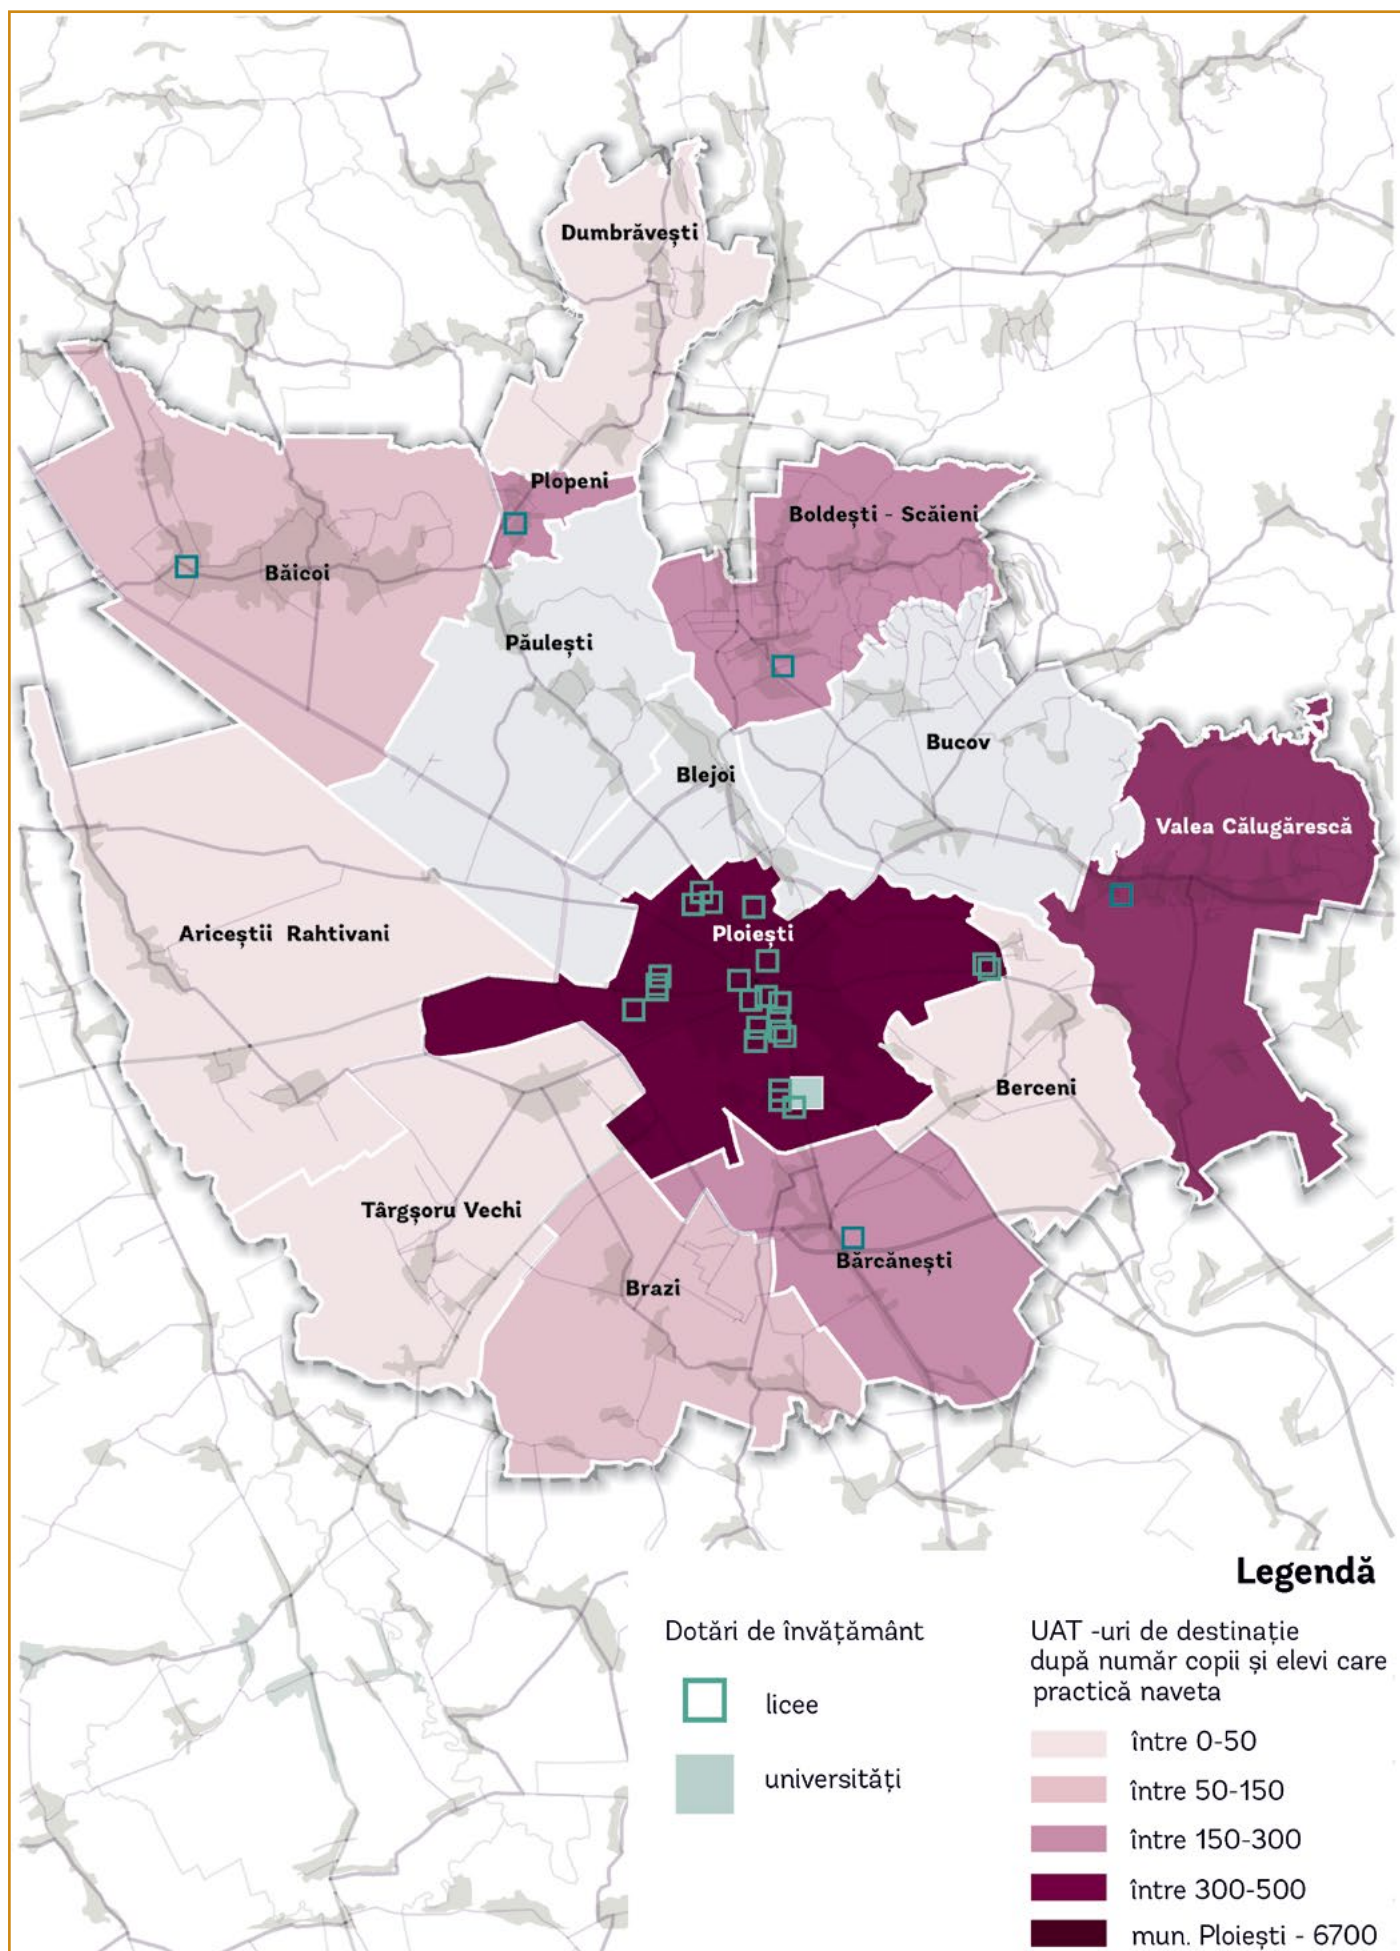 Dumbrăvești
Plopeni
Boldești - Scăieni
Băicoi
Păulești
Bucov
Blejoi
Valea Călugărescă
Ariceștii Rahtivani
Ploiești
Berceni
Târgșoru Vechi
Bărcănești
Brazi
Legendă
Dotări de învățământ
licee
universități
UAT -uri de destinație
după număr copii și elevi care
practică naveta
între 0-50
între 50-150
între 150-300
între 300-500
mun. Ploiești - 6700